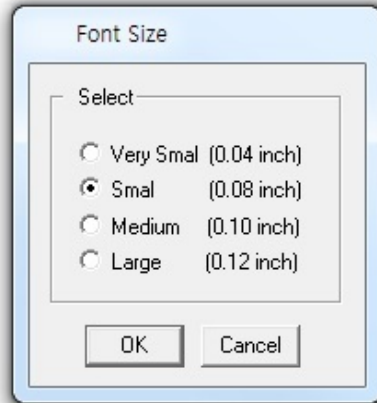 Font Size
Select
Very Smal (0.04 inch)
Smal (0.08 inch)
Medium (0.10 inch)
Large (0.12 inch)
OK Cancel